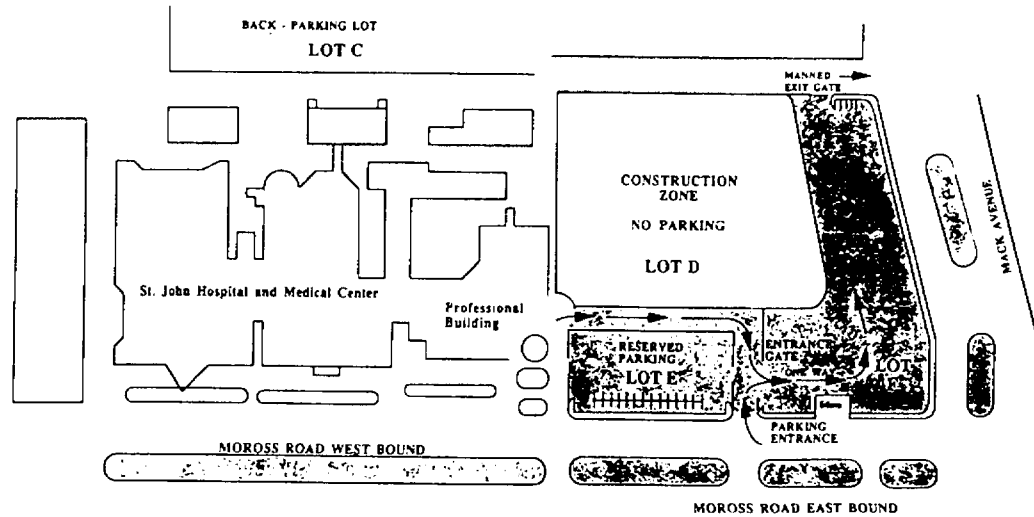 BACK - PARKING LOT
LOT C
MANNED
EXIT GATE
CONSTRUCTION
ZONE
NO PARKING
LOT D
MACK AVENUE
St. John Hospital and Medical Center
Professional
Building
RESERVED
PARKING
LOT E
ENTRANCE
GATE
ONE WAY
LOT
PARKING
ENTRANCE
MOROSS ROAD WEST BOUND
MOROSS ROAD EAST BOUND